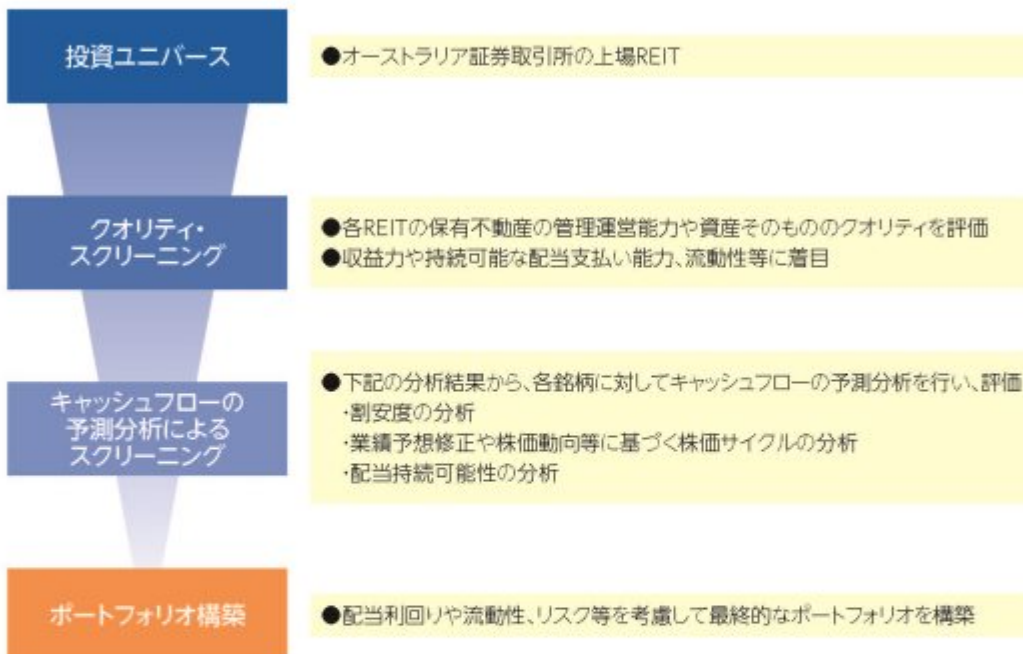 投資ユニバース
●オーストラリア証券取引所の上場REIT
クオリティ・
スクリーニング
●各REITの保有不動産の管理運営能力や資産そのもののクオリティを評価
●収益力や持続可能な配当支払い能力、流動性等に着目
キャッシュフローの
予測分析による
スクリーニング
●下記の分析結果から、各銘柄に対してキャッシュフローの予測分析を行い、評価
・割安度の分析
・業績予想修正や株価動向等に基づく株価サイクルの分析
・配当持続可能性の分析
ポートフォリオ構築
●配当利回りや流動性、リスク等を考慮して最終的なポートフォリオを構築